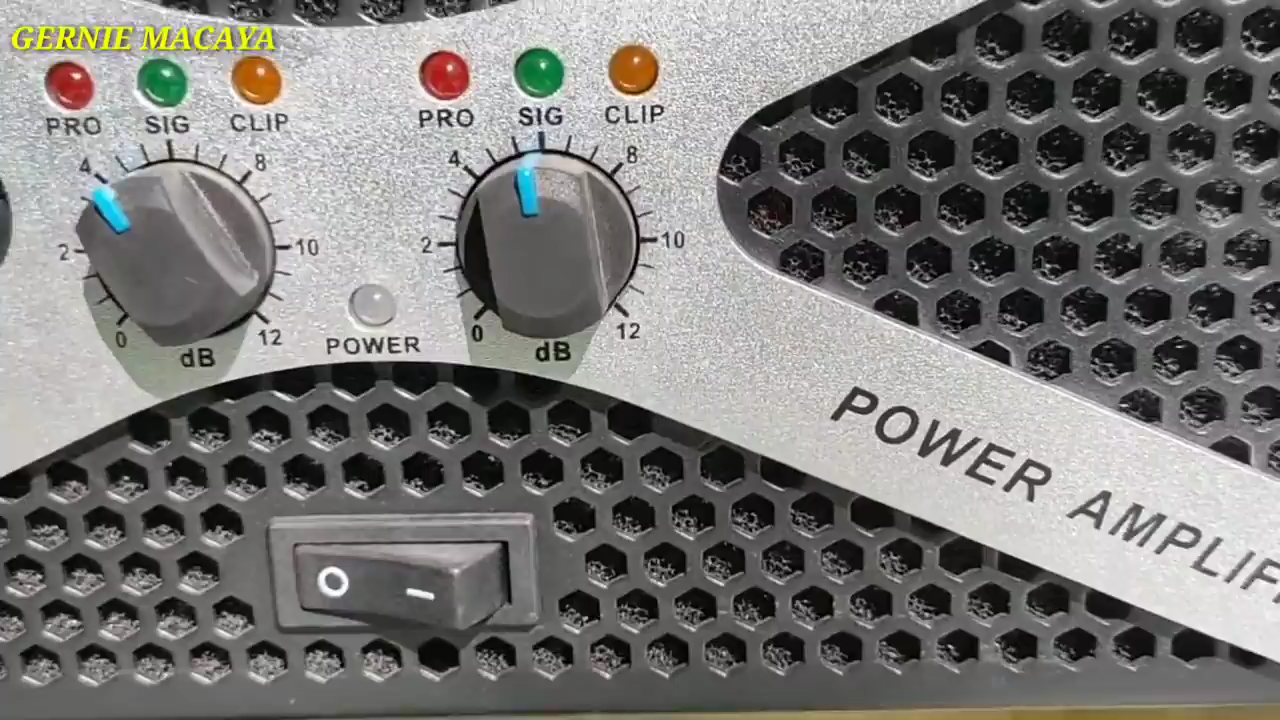 GERNIE MACAYA
PRO SIG CLIP
PRO SIG CLIP
4 8
2 10
0 12
dB
4 8
2 10
0 12
dB
POWER
POWER AMPLIF
O –